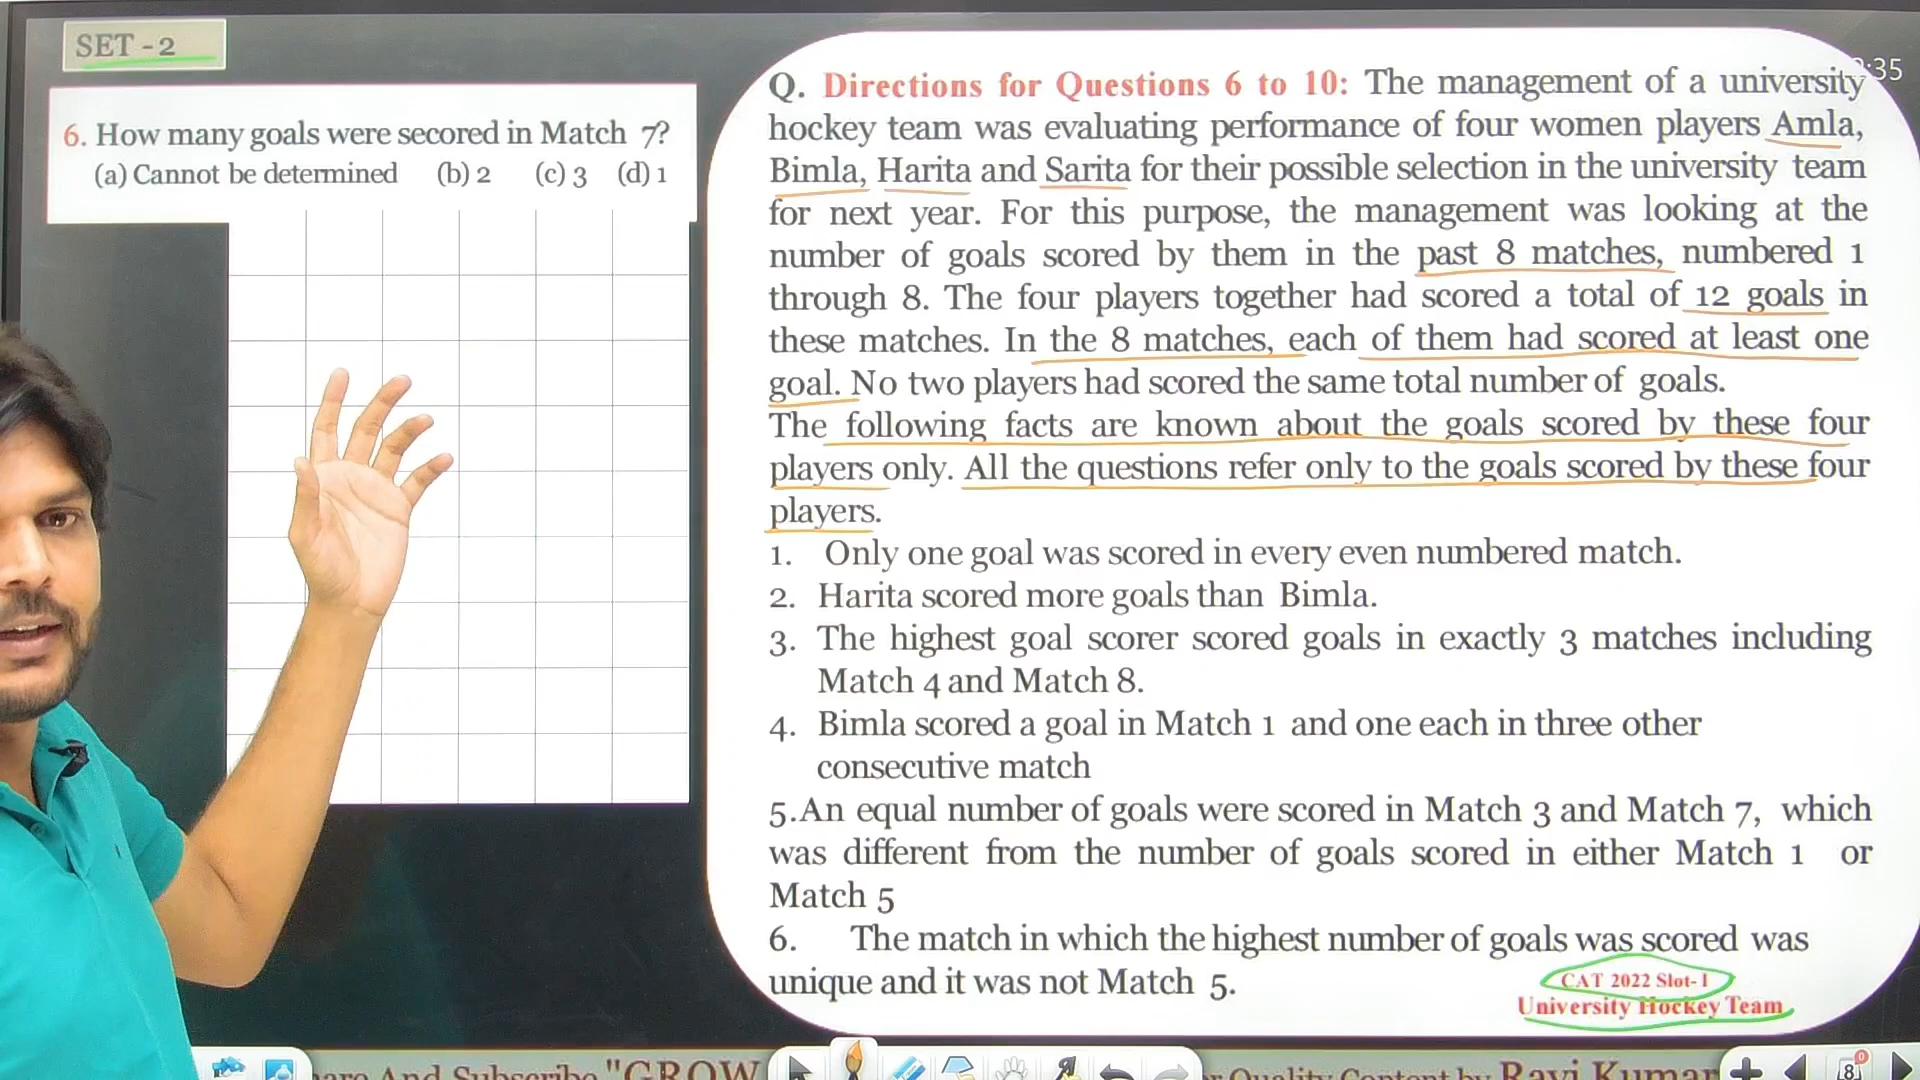 SET - 2
6. How many goals were secored in Match 7?
(a) Cannot be determined (b) 2 (c) 3 (d) 1
:35
Q. Directions for Questions 6 to 10: The management of a university
hockey team was evaluating performance of four women players Amla,
Bimla, Harita and Sarita for their possible selection in the university team
for next year. For this purpose, the management was looking at the
number of goals scored by them in the past 8 matches, numbered 1
through 8. The four players together had scored a total of 12 goals in
these matches. In the 8 matches, each of them had scored at least one
goal. No two players had scored the same total number of goals.
The following facts are known about the goals scored by these four
players only. All the questions refer only to the goals scored by these four
players.
1. Only one goal was scored in every even numbered match.
2. Harita scored more goals than Bimla.
3. The highest goal scorer scored goals in exactly 3 matches including
Match 4 and Match 8.
4. Bimla scored a goal in Match 1 and one each in three other
consecutive match
5.An equal number of goals were scored in Match 3 and Match 7, which
was different from the number of goals scored in either Match 1 or
Match 5
6. The match in which the highest number of goals was scored was
unique and it was not Match 5.
CAT 2022 Slot- I
University Hockey Team
And Subscribe "GROW
Quality Content by Ravi Kumar
8
0